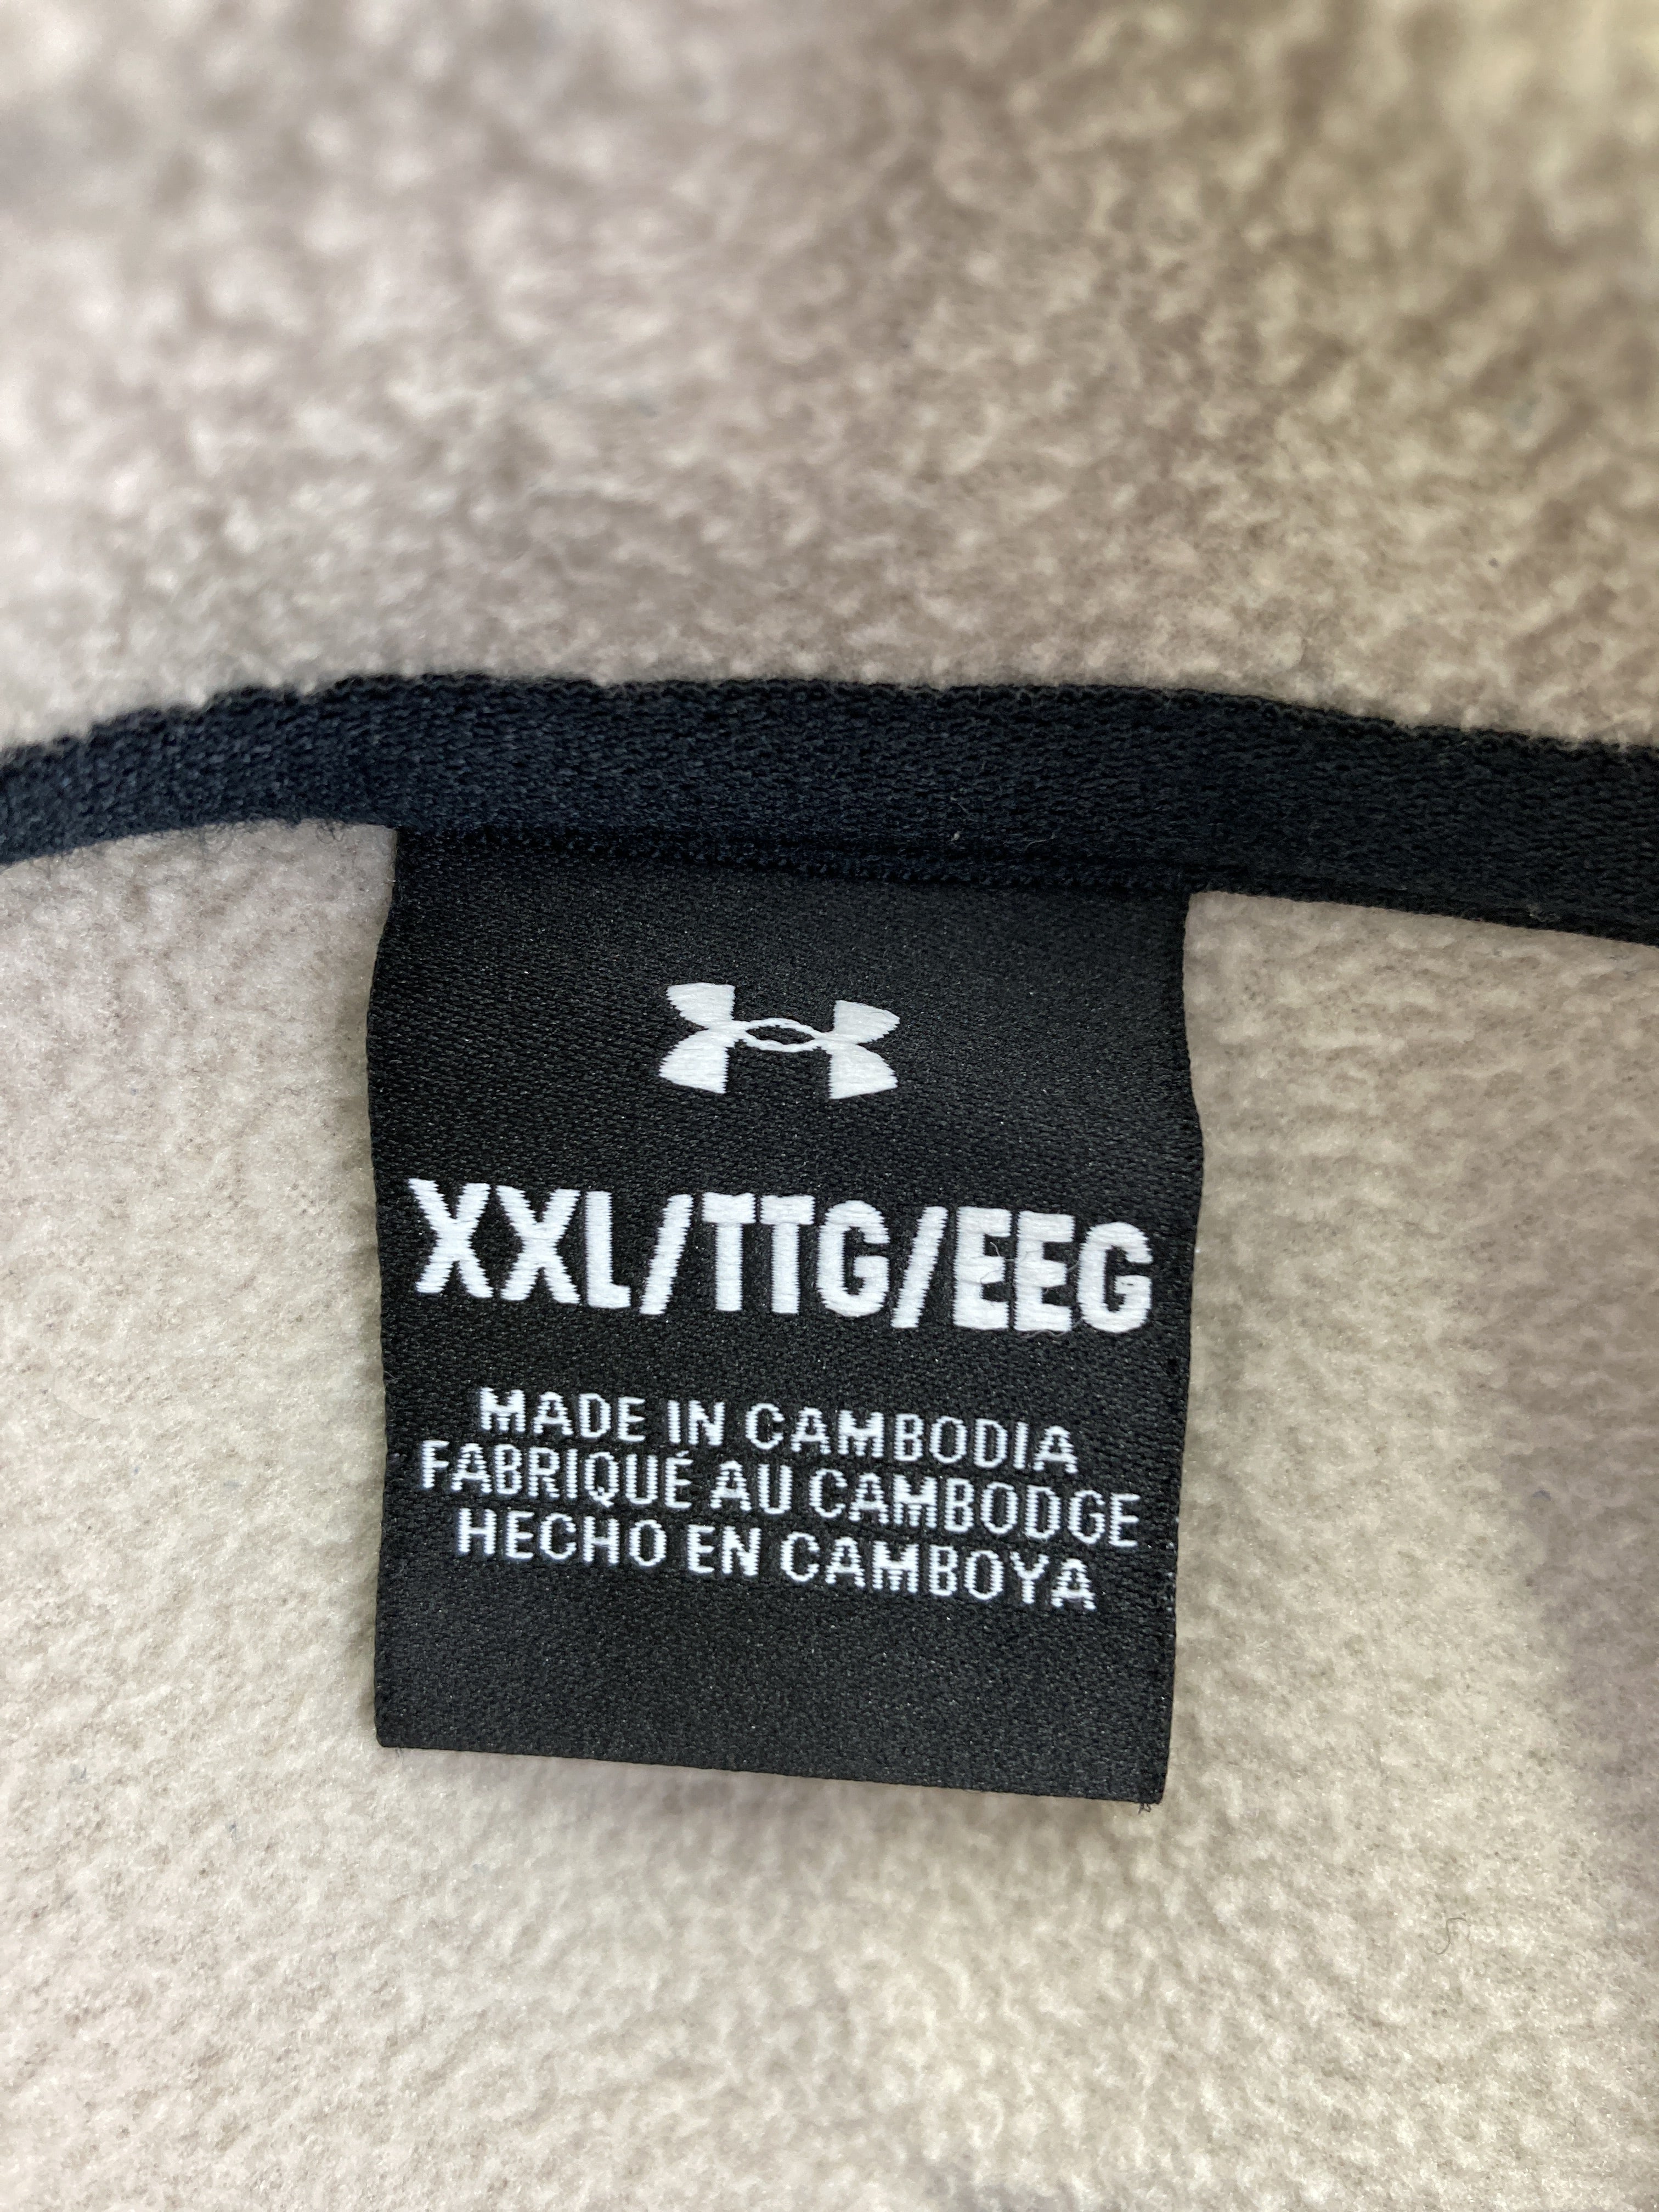 XXL/TTG/EEG
MADE IN CAMBODIA
FABRIQUÉ AU CAMBODGE
HECHO EN CAMBOYA